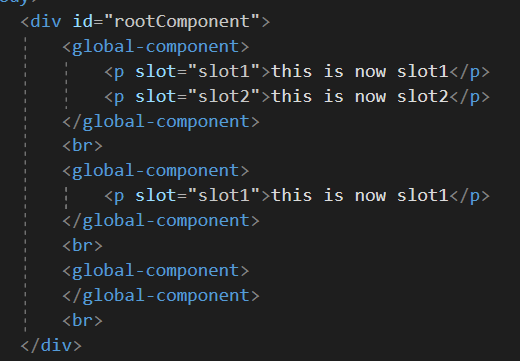 ody>
<div id="rootComponent">
<global-component>
<p slot="slot1">this is now slot1</p>
<p slot="slot2">this is now slot2</p>
</global-component>
<br>
<global-component>
<p slot="slot1">this is now slot1</p>
</global-component>
<br>
<global-component>
</global-component>
<br>
</div>